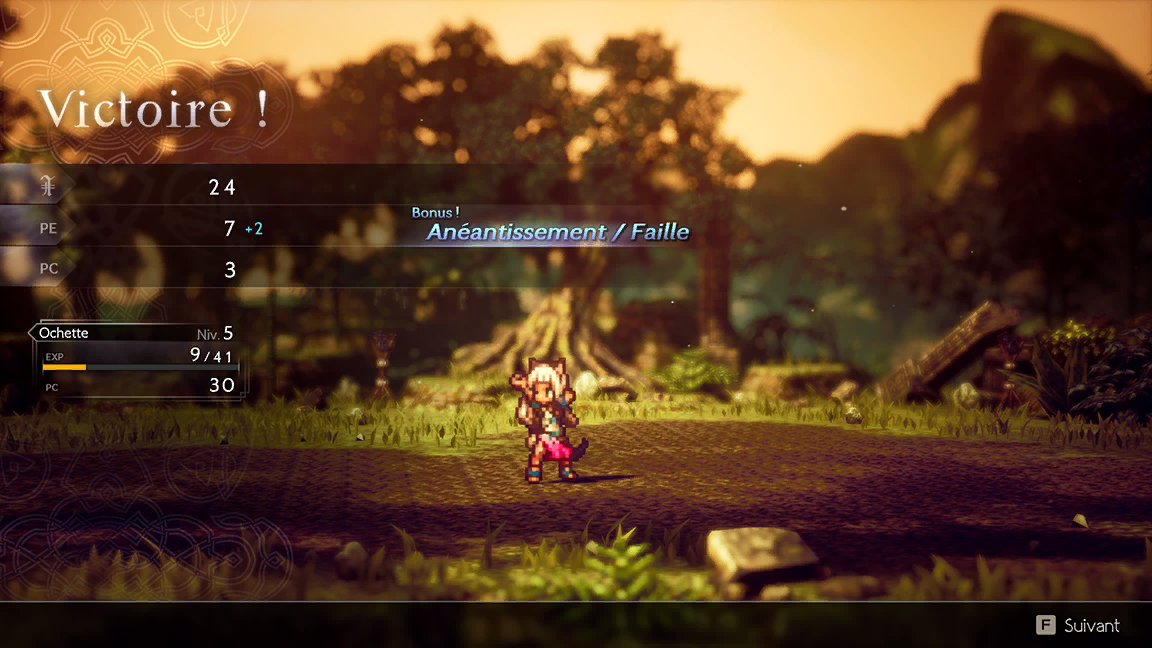 Victoire !
24
PE 7 +2
Bonus !
Anéantissement / Faille
PC 3
Ochette Niv. 5
EXP 9/41
PC 30
F Suivant